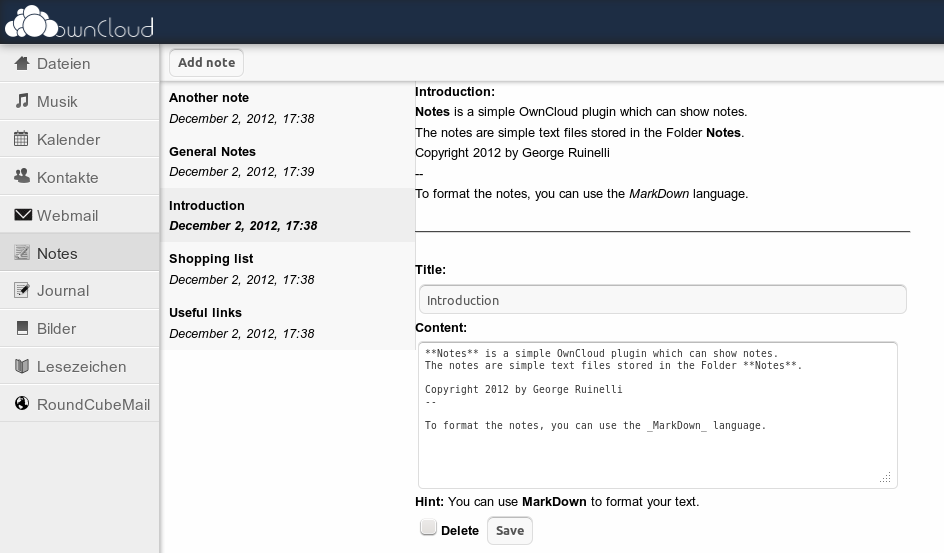 ownCloud
Dateien
Musik
Kalender
Kontakte
Webmail
Notes
Journal
Bilder
Lesezeichen
RoundCubeMail
Add note
Another note
December 2, 2012, 17:38
General Notes
December 2, 2012, 17:39
Introduction
December 2, 2012, 17:38
Shopping list
December 2, 2012, 17:38
Useful links
December 2, 2012, 17:38
Introduction:
Notes is a simple OwnCloud plugin which can show notes.
The notes are simple text files stored in the Folder Notes.
Copyright 2012 by George Ruinelli
--
To format the notes, you can use the MarkDown language.
Title:
Introduction
Content:
**Notes** is a simple OwnCloud plugin which can show notes.
The notes are simple text files stored in the Folder **Notes**.
Copyright 2012 by George Ruinelli
--
To format the notes, you can use the _MarkDown_ language.
Hint: You can use MarkDown to format your text.
Delete
Save